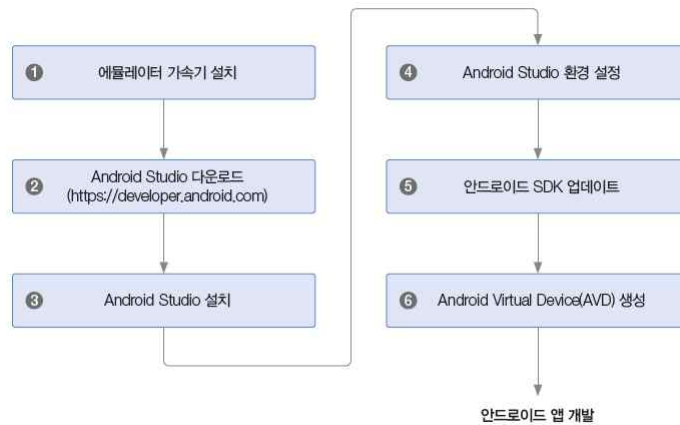 ❶ 에뮬레이터 가속기 설치
❷ Android Studio 다운로드
(https://developer.android.com)
❸ Android Studio 설치
❹ Android Studio 환경 설정
❺ 안드로이드 SDK 업데이트
❻ Android Virtual Device(AVD) 생성
안드로이드 앱 개발